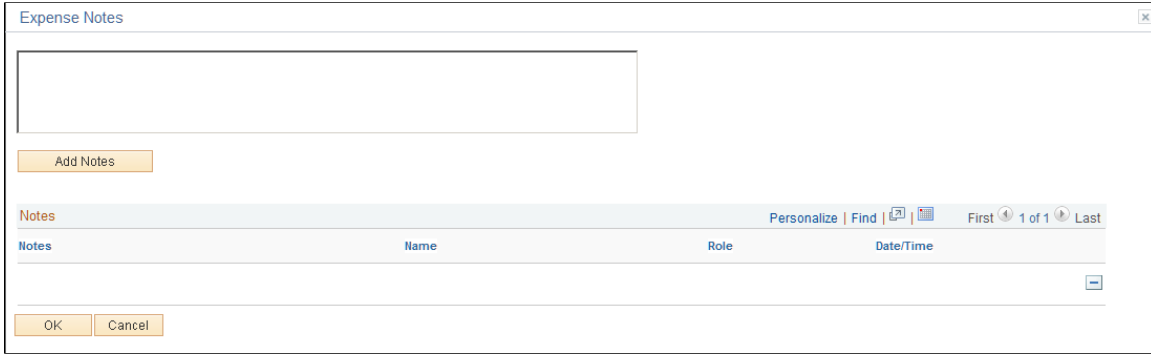 Expense Notes
Add Notes
Notes Personalize | Find | | First 1 of 1 Last
Notes Name Role Date/Time
OK Cancel